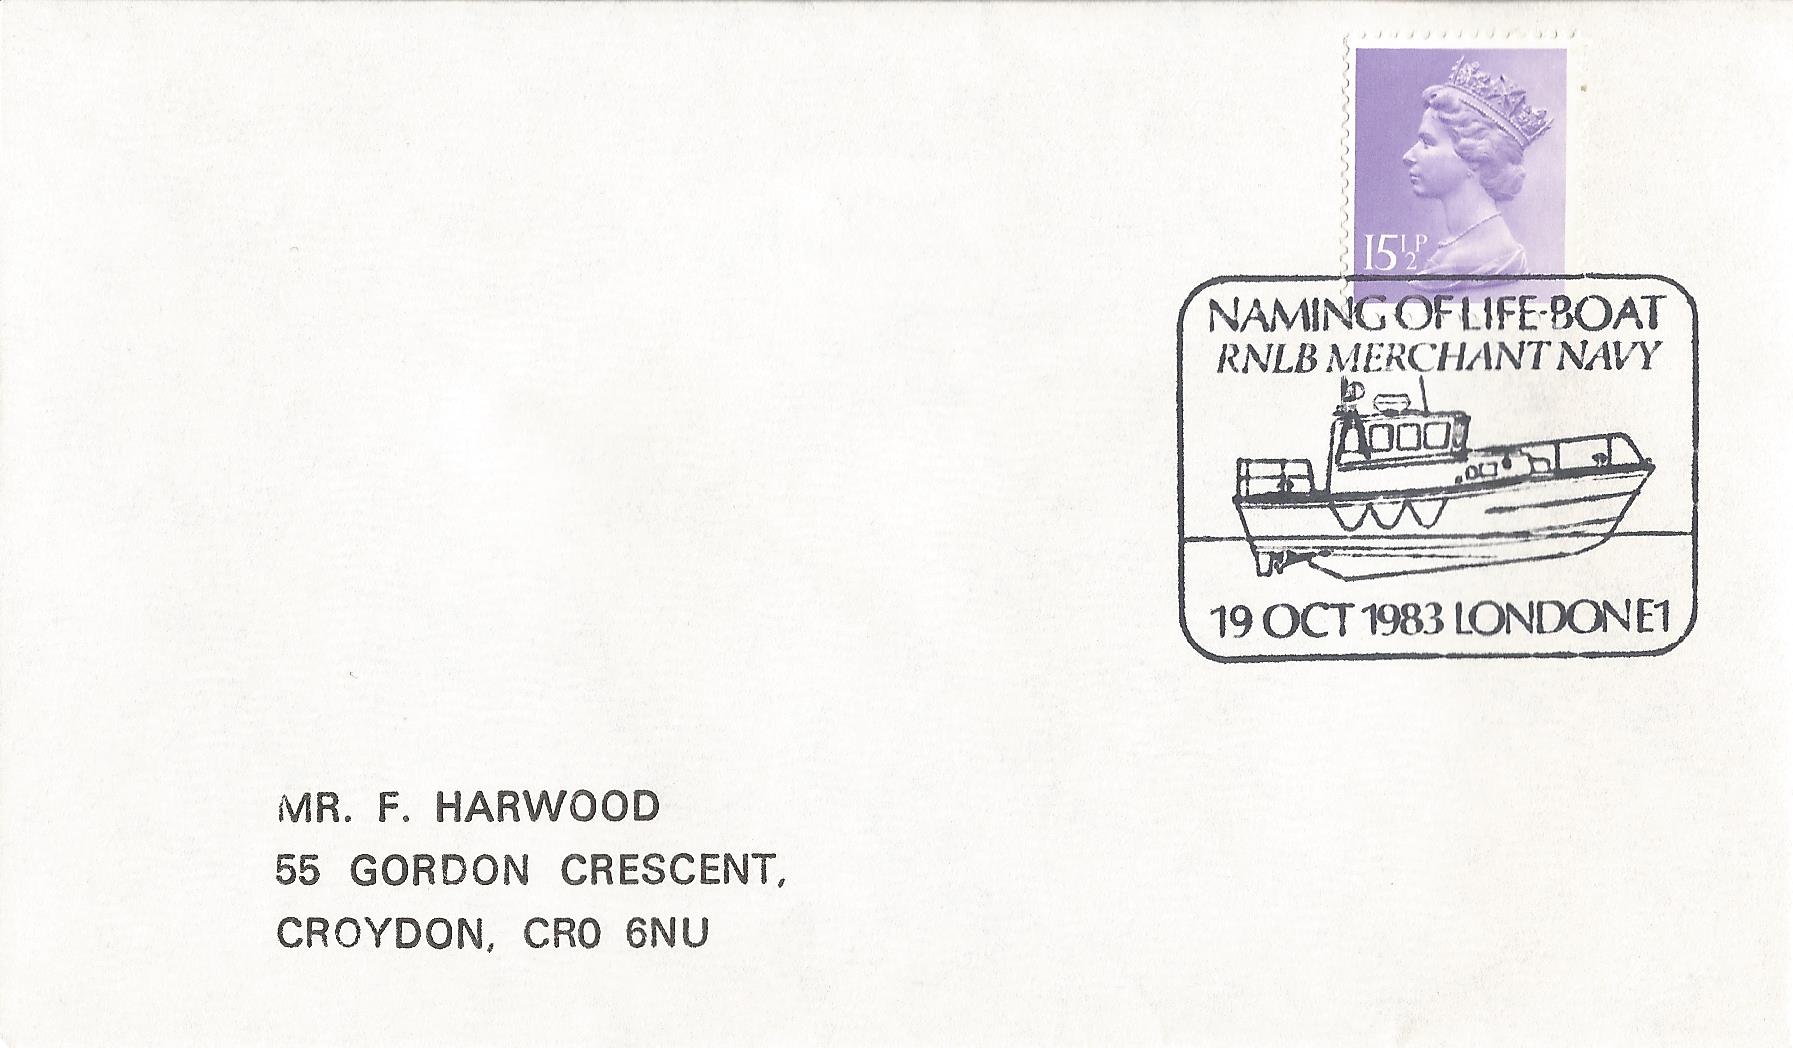 15½P
NAMING OF LIFE-BOAT
RNLB MERCHANT NAVY
19 OCT 1983 LONDON E1
MR. F. HARWOOD
55 GORDON CRESCENT,
CROYDON, CR0 6NU